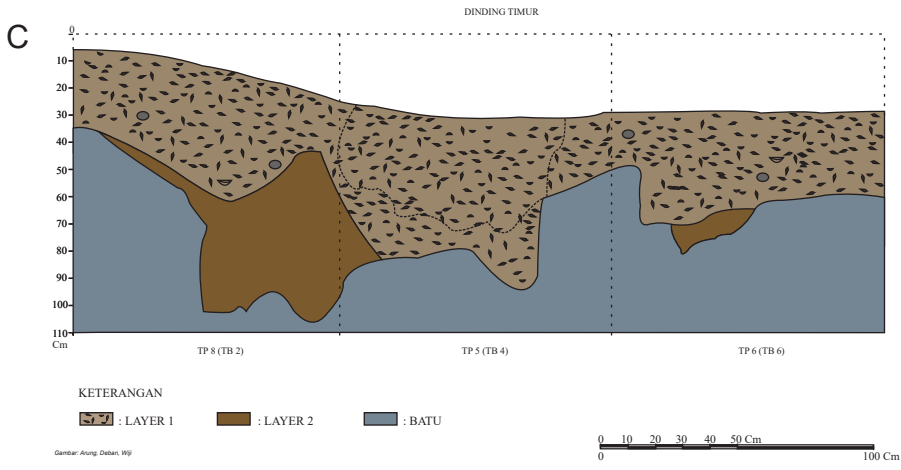 DINDING TIMUR
C
0
10
20
30
40
50
60
70
80
90
100
110
Cm
TP 8 (TB 2) TP 5 (TB 4) TP 6 (TB 6)
KETERANGAN
: LAYER 1 : LAYER 2 : BATU
Gambar: Arung, Deban, Wiji
0 10 20 30 40 50 Cm
0 100 Cm